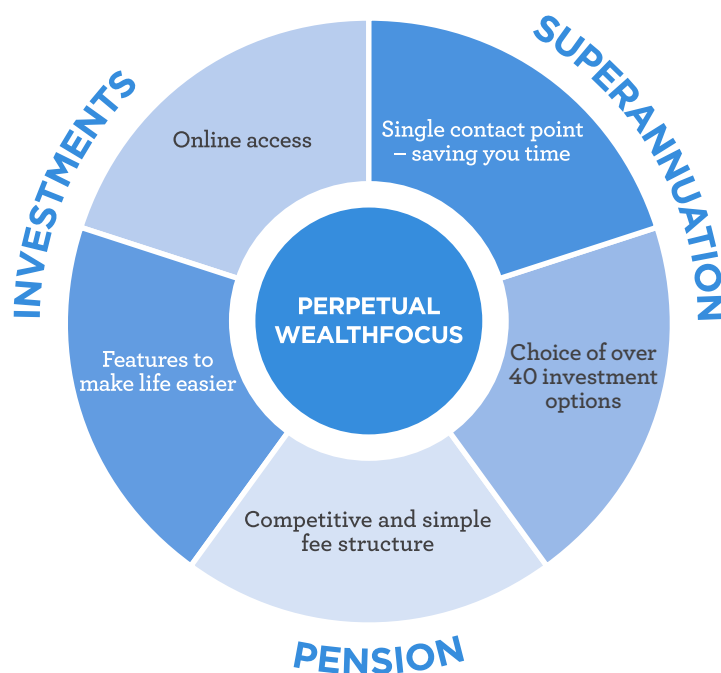 INVESTMENTS
SUPERANNUATION
Online access
Single contact point
– saving you time
PERPETUAL
WEALTHFOCUS
Features to
make life easier
Choice of over
40 investment
options
Competitive and simple
fee structure
PENSION